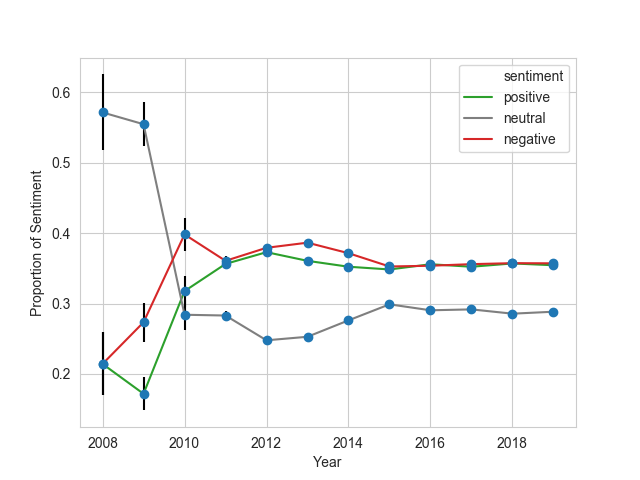 sentiment
positive
neutral
negative
0.6
0.5
0.4
0.3
0.2
Proportion of Sentiment
2008 2010 2012 2014 2016 2018
Year